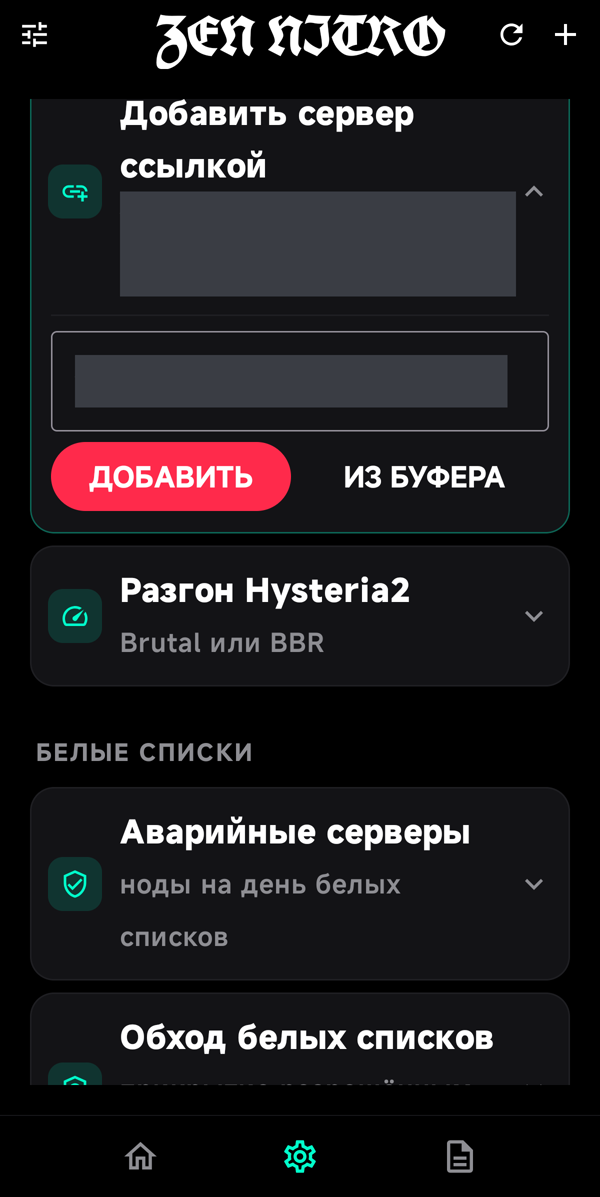 ZEN NITRO
Добавить сервер
ссылкой
ДОБАВИТЬ
ИЗ БУФЕРА
Разгон Hysteria2
Brutal или BBR
БЕЛЫЕ СПИСКИ
Аварийные серверы
ноды на день белых
списков
Обход белых списков